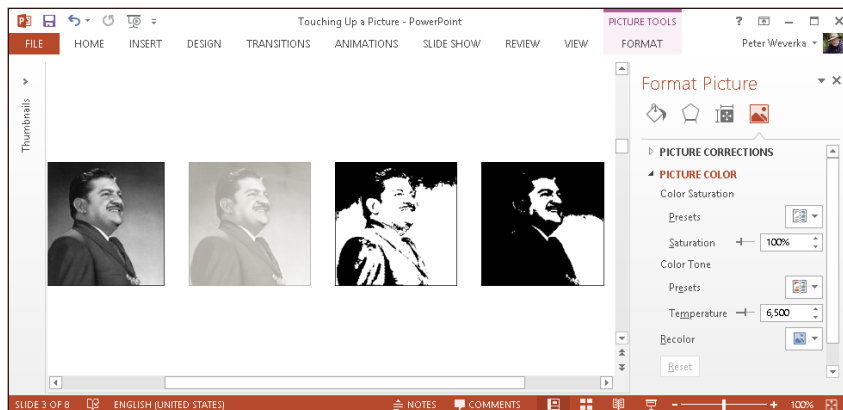 Touching Up a Picture - PowerPoint
PICTURE TOOLS
?
FILE HOME INSERT DESIGN TRANSITIONS ANIMATIONS SLIDE SHOW REVIEW VIEW FORMAT Peter Weverka
Thumbnails
Format Picture
PICTURE CORRECTIONS
PICTURE COLOR
Color Saturation
Presets
Saturation 100%
Color Tone
Presets
Temperature 6,500
Recolor
Reset
SLIDE 3 OF 8 ENGLISH (UNITED STATES) NOTES COMMENTS 100%